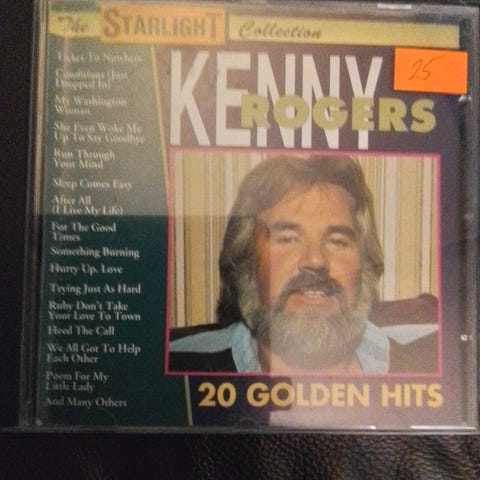 The STARLIGHT Collection
KENNY
ROGERS
25
Ticket To Nowhere
Conditions (Just
Dropped In)
My Washington
Woman
She Even Woke Me
Up To Say Goodbye
Run Through
Your Mind
Sleep Comes Easy
After All
(I Live My Life)
For The Good
Times
Something Burning
Hurry Up, Love
Trying Just As Hard
Ruby Don't Take
Your Love To Town
Heed The Call
We All Got To Help
Each Other
Poem For My
Little Lady
And Many Others
20 GOLDEN HITS